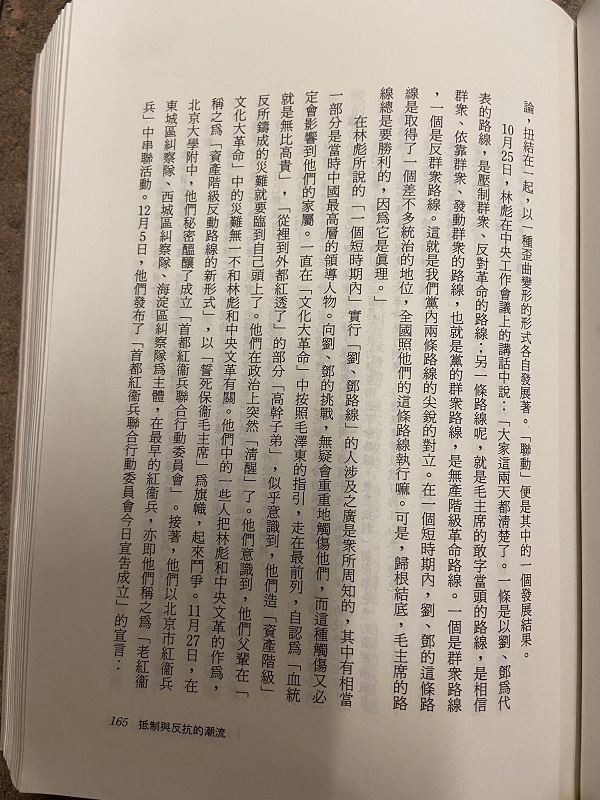 論，扭結在一起，以一種歪曲變形的形式各自發展著。「聯動」便是其中的一個發展結果。
10月25日，林彪在中央工作會議上的講話中說：「大家這兩天都清楚了。一條是以劉、鄧爲代
表的路線，是壓制群衆、反對革命的路線；另一條路線呢，就是毛主席的敢字當頭的路線，是相信
群衆、依靠群衆、發動群衆的路線，也就是黨的群衆路線，是無產階級革命路線。一個是群衆路線
，一個是反群衆路線。這就是我們黨內兩條路線的尖銳的對立。在一個短時期內，劉、鄧的這條路
線是取得了一個差不多統治的地位，全國照他們的這條路線執行嘛。可是，歸根結底，毛主席的路
線總是要勝利的，因爲它是眞理。」
在林彪所說的「一個短時期內」實行「劉、鄧路線」的人涉及之廣是衆所周知的，其中有相當
一部分是當時中國最高層的領導人物。向劉、鄧的挑戰，無疑會重重地觸傷他們，而這種觸傷又必
定會影響到他們的家屬。一直在「文化大革命」中按照毛澤東的指引，走在最前列，自認爲「血統
就是無比高貴」，「從裡到外都紅透了」的部分「高幹子弟」，似乎意識到，他們造「資產階級」
反所鑄成的災難就要臨到自己頭上了。他們在政治上突然「清醒」了。他們意識到，他們父輩在「
文化大革命」中的災難無一不和林彪和中央文革有關。他們中的一些人把林彪和中央文革的作爲，
稱之爲「資產階級反動路線的新形式」，以「誓死保衞毛主席」爲旗幟，起來鬥爭。11月27日，在
北京大學附中，他們秘密醞釀了成立「首都紅衞兵聯合行動委員會」。接著，他們以北京市紅衞兵
東城區糾察隊、西城區糾察隊、海淀區糾察隊爲主體，在最早的紅衞兵，亦即他們稱之爲「老紅衞
兵」中串聯活動。12月5日，他們發布了「首都紅衞兵聯合行動委員會今日宣告成立」的宣言：
165 抵制與反抗的潮流